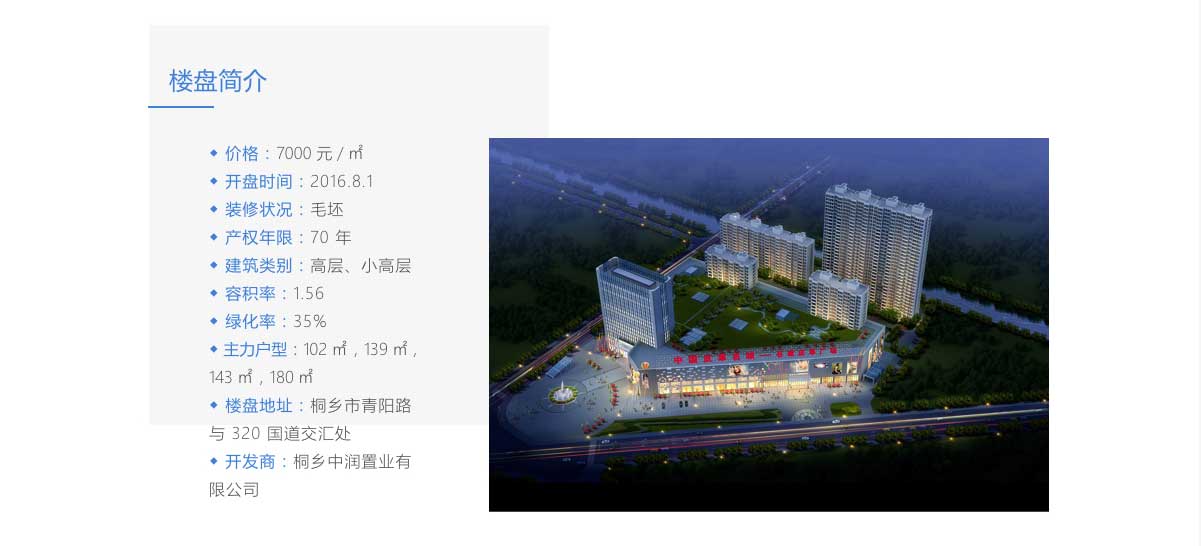 楼盘简介
◆ 价格：7000 元 / ㎡
◆ 开盘时间：2016.8.1
◆ 装修状况：毛坯
◆ 产权年限：70 年
◆ 建筑类别：高层、小高层
◆ 容积率：1.56
◆ 绿化率：35%
◆ 主力户型：102 ㎡ , 139 ㎡ ,
143 ㎡ , 180 ㎡
◆ 楼盘地址：桐乡市青阳路
与 320 国道交汇处
◆ 开发商：桐乡中润置业有
限公司
中国